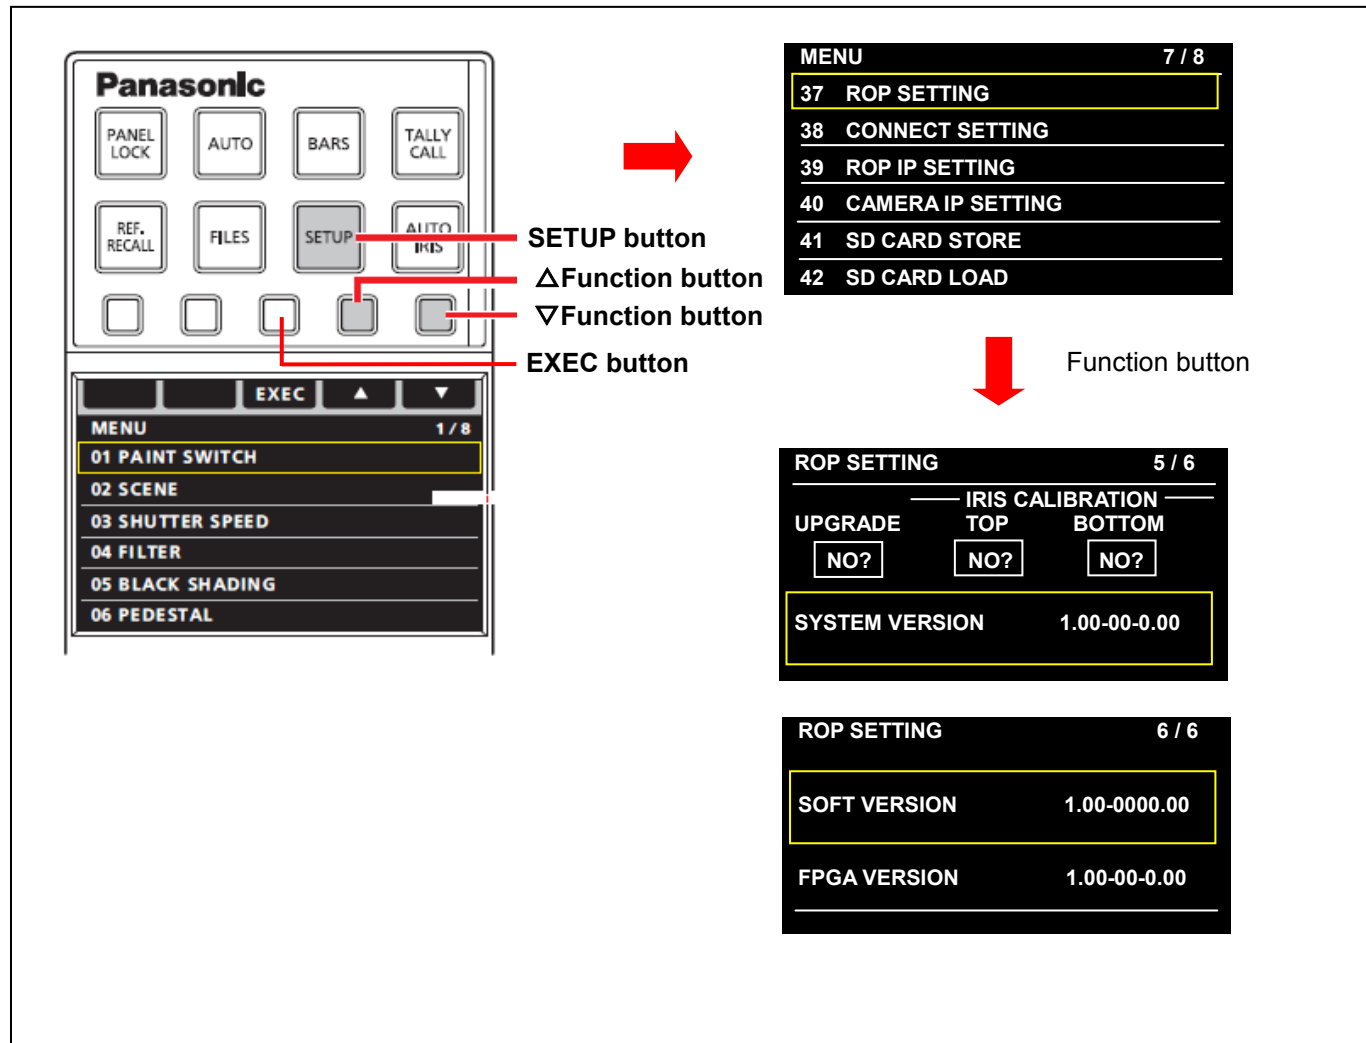 Panasonic
PANEL LOCK
AUTO
BARS
TALLY CALL
REF. RECALL
FILES
SETUP
AUTO IRIS
SETUP button
△Function button
▽Function button
EXEC button
EXEC ▲ ▼
MENU 1/8
01 PAINT SWITCH
02 SCENE
03 SHUTTER SPEED
04 FILTER
05 BLACK SHADING
06 PEDESTAL
MENU 7 / 8
37 ROP SETTING
38 CONNECT SETTING
39 ROP IP SETTING
40 CAMERA IP SETTING
41 SD CARD STORE
42 SD CARD LOAD
Function button
ROP SETTING 5 / 6
IRIS CALIBRATION
UPGRADE TOP BOTTOM
NO? NO? NO?
SYSTEM VERSION 1.00-00-0.00
ROP SETTING 6 / 6
SOFT VERSION 1.00-0000.00
FPGA VERSION 1.00-00-0.00